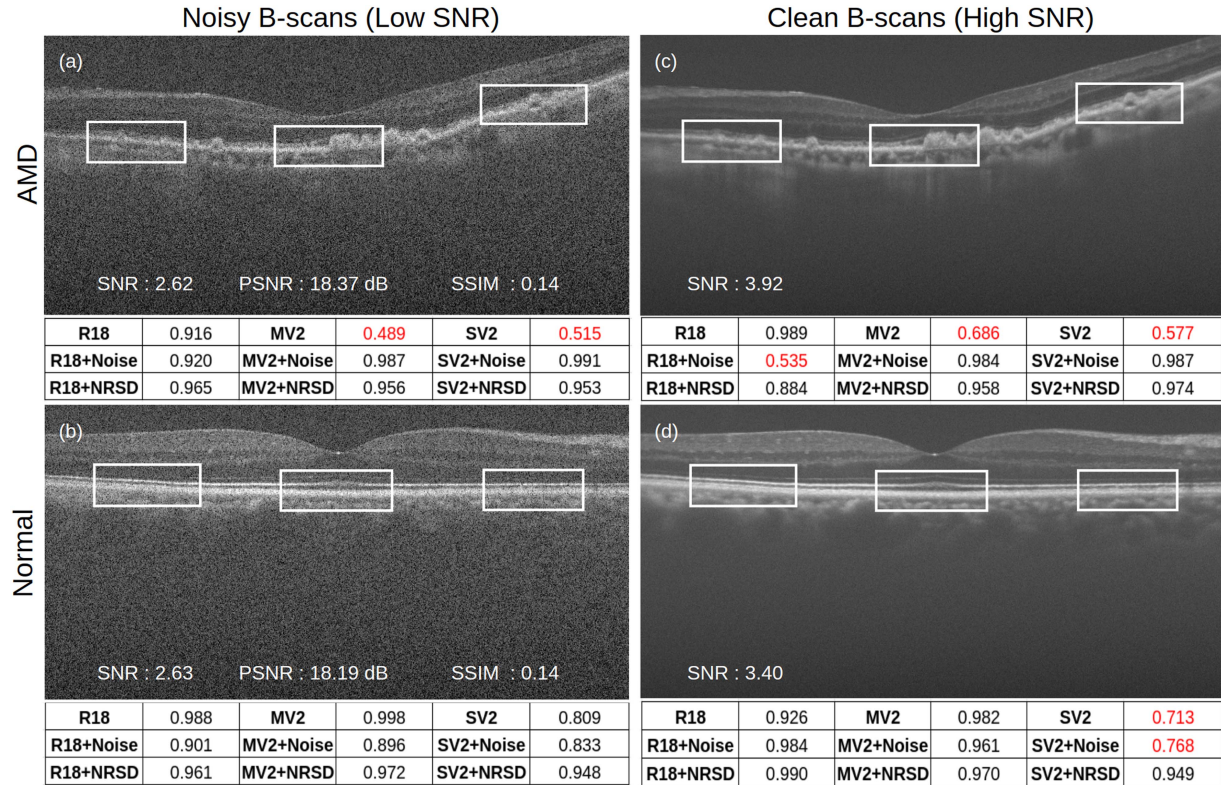 Noisy B-scans (Low SNR)
Clean B-scans (High SNR)
AMD
(a)
SNR : 2.62 PSNR : 18.37 dB SSIM : 0.14
(c)
SNR : 3.92
R18 0.916 MV2 0.489 SV2 0.515
R18+Noise 0.920 MV2+Noise 0.987 SV2+Noise 0.991
R18+NRSD 0.965 MV2+NRSD 0.956 SV2+NRSD 0.953
R18 0.989 MV2 0.686 SV2 0.577
R18+Noise 0.535 MV2+Noise 0.984 SV2+Noise 0.987
R18+NRSD 0.884 MV2+NRSD 0.958 SV2+NRSD 0.974
Normal
(b)
SNR : 2.63 PSNR : 18.19 dB SSIM : 0.14
(d)
SNR : 3.40
R18 0.988 MV2 0.998 SV2 0.809
R18+Noise 0.901 MV2+Noise 0.896 SV2+Noise 0.833
R18+NRSD 0.961 MV2+NRSD 0.972 SV2+NRSD 0.948
R18 0.926 MV2 0.982 SV2 0.713
R18+Noise 0.984 MV2+Noise 0.961 SV2+Noise 0.768
R18+NRSD 0.990 MV2+NRSD 0.970 SV2+NRSD 0.949